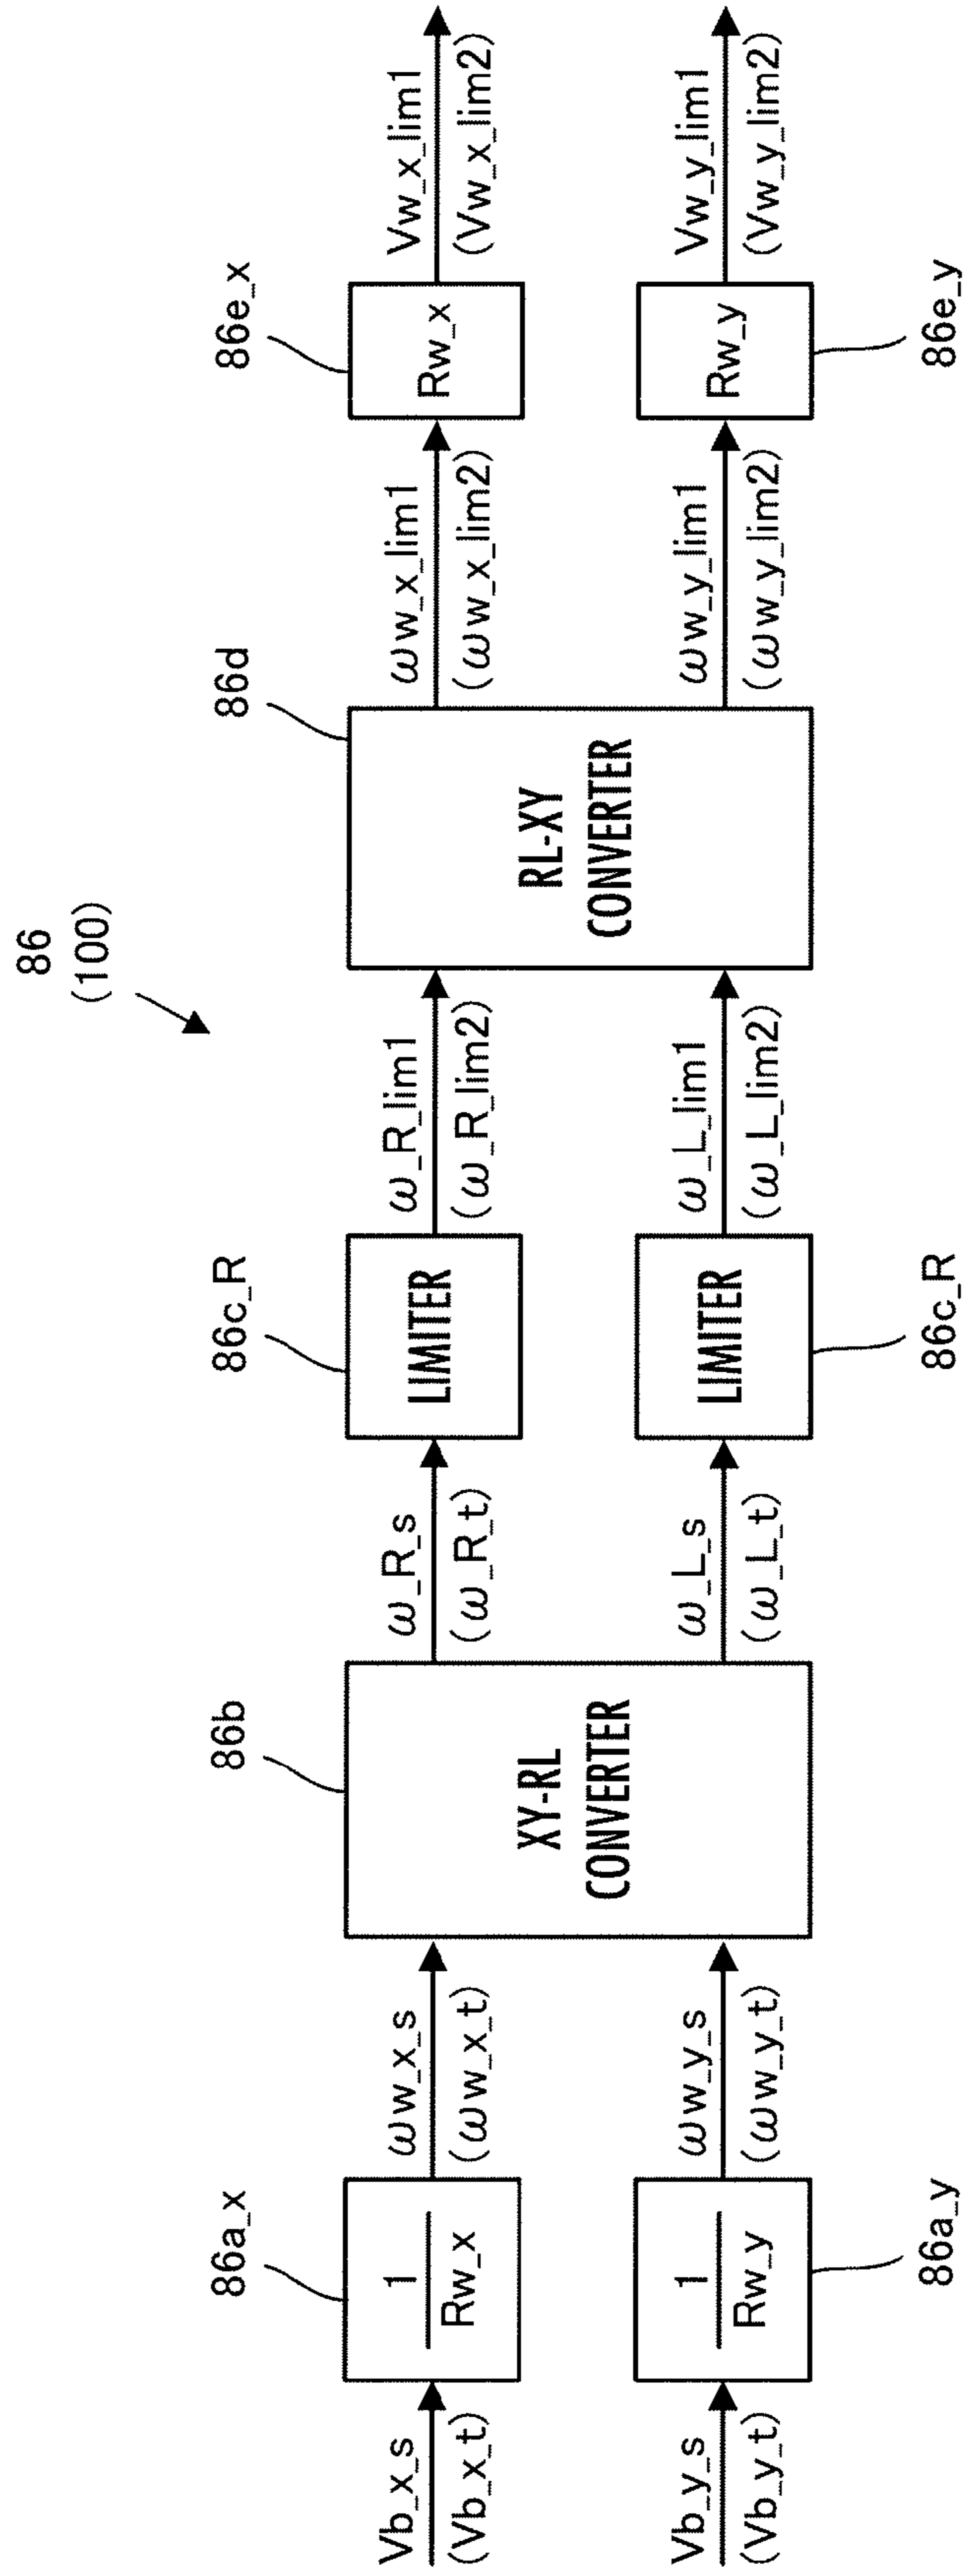 86
(100)
86a_x
86b
86c_R
86d
86e_x
Vb_x_s
(Vb_x_t)
1
Rw_x
ωw_x_s
(ωw_x_t)
XY-RL
CONVERTER
ω_R_s
(ω_R_t)
LIMITER
ω_R_lim1
(ω_R_lim2)
RL-XY
CONVERTER
ωw_x_lim1
(ωw_x_lim2)
Rw_x
Vw_x_lim1
(Vw_x_lim2)
Vb_y_s
(Vb_y_t)
1
Rw_y
ωw_y_s
(ωw_y_t)
ω_L_s
(ω_L_t)
LIMITER
ω_L_lim1
(ω_L_lim2)
ωw_y_lim1
(ωw_y_lim2)
Rw_y
Vw_y_lim1
(Vw_y_lim2)
86a_y
86c_R
86e_y